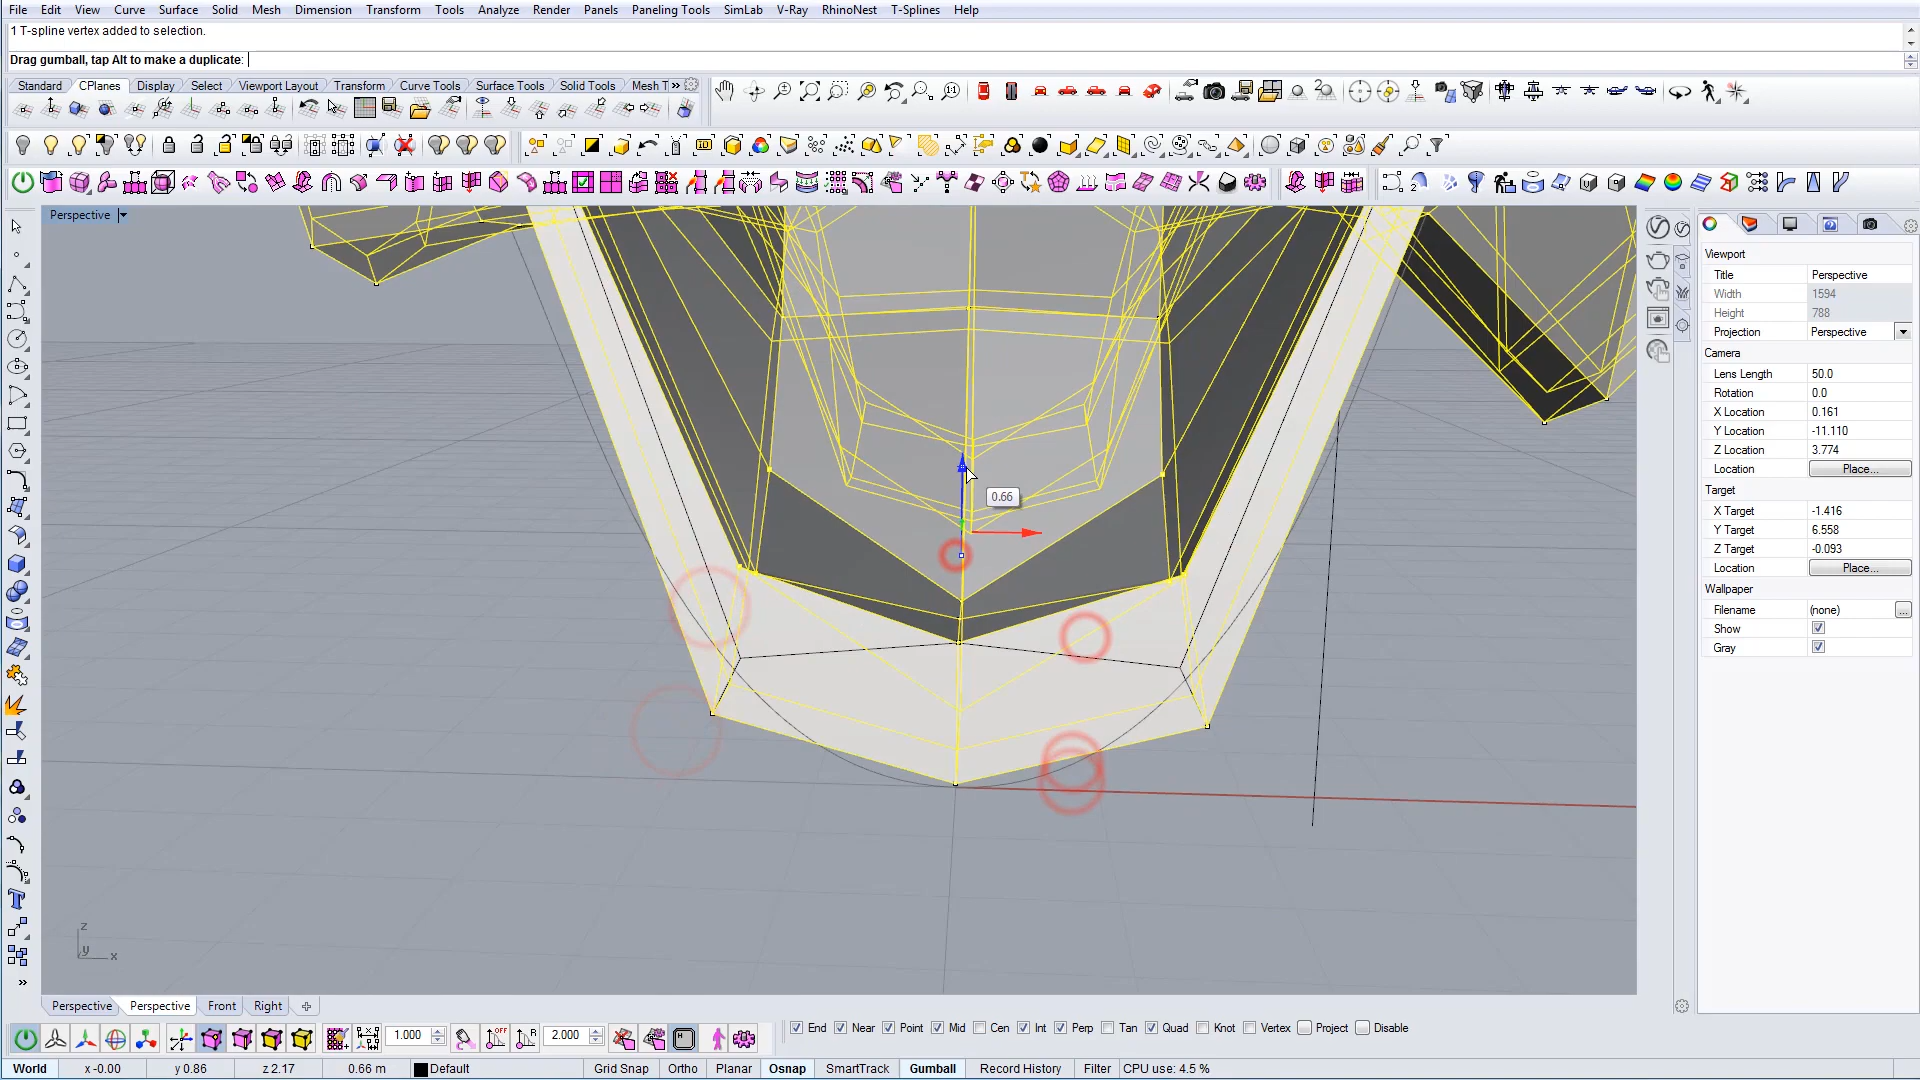 File Edit View Curve Surface Solid Mesh Dimension Transform Tools Analyze Render Panels Paneling Tools SimLab V-Ray RhinoNest T-Splines Help
1 T-spline vertex added to selection.
Drag gumball, tap Alt to make a duplicate:
Standard CPlanes Display Select Viewport Layout Transform Curve Tools Surface Tools Solid Tools Mesh T »
Perspective
Viewport
Title Perspective
Width 1594
Height 788
Projection Perspective
Camera
Lens Length 50.0
Rotation 0.0
X Location 0.161
Y Location -11.110
Z Location 3.774
Location Place...
Target
X Target -1.416
Y Target 6.558
Z Target -0.093
Location Place...
Wallpaper
Filename (none) ...
Show
Gray
0.66
z
y x
Perspective Perspective Front Right
1.000 OFF R 2.000 End Near Point Mid Cen Int Perp Tan Quad Knot Vertex Project Disable
World x -0.00 y 0.86 z 2.17 0.66 m Default Grid Snap Ortho Planar Osnap SmartTrack Gumball Record History Filter CPU use: 4.5 %